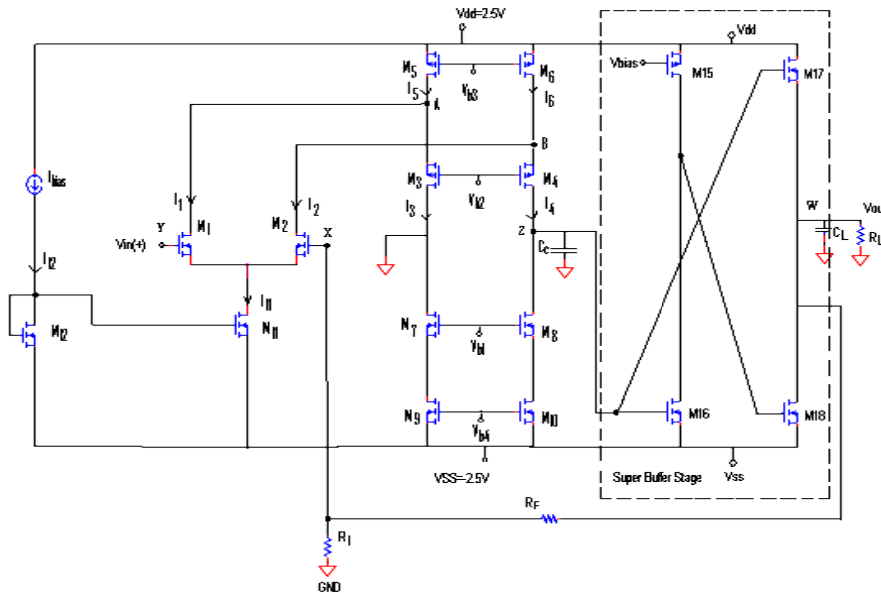 Vdd=2.5V
Vdd
M5
M6
Vbias
M15
M17
Vb3
I5
I6
A
B
Ibias
M3
M4
Vb2
I1
I2
I3
I4
Y
M1
M2
X
Z
Cc
W
Vou
CL
RL
Vin(+)
I12
I11
M12
M11
M7
M8
Vb1
M9
M10
Vb4
M16
M18
VSS=-2.5V
Super Buffer Stage
Vss
RF
R1
GND